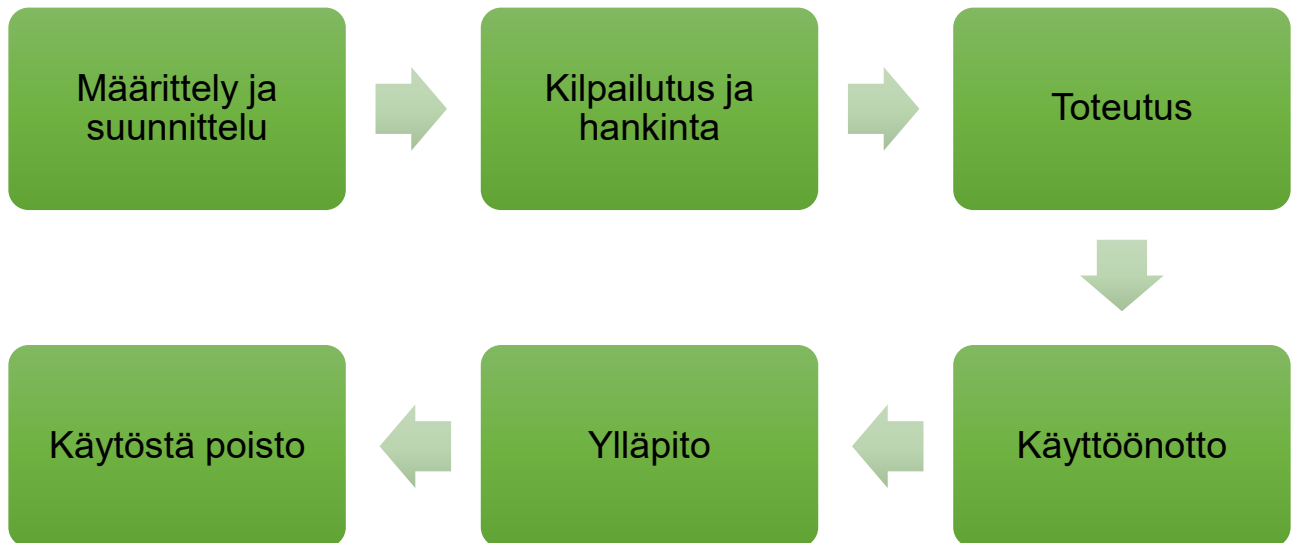 Määrittely ja
suunnittelu
Kilpailutus ja
hankinta
Toteutus
Käyttöönotto
Ylläpito
Käytöstä poisto